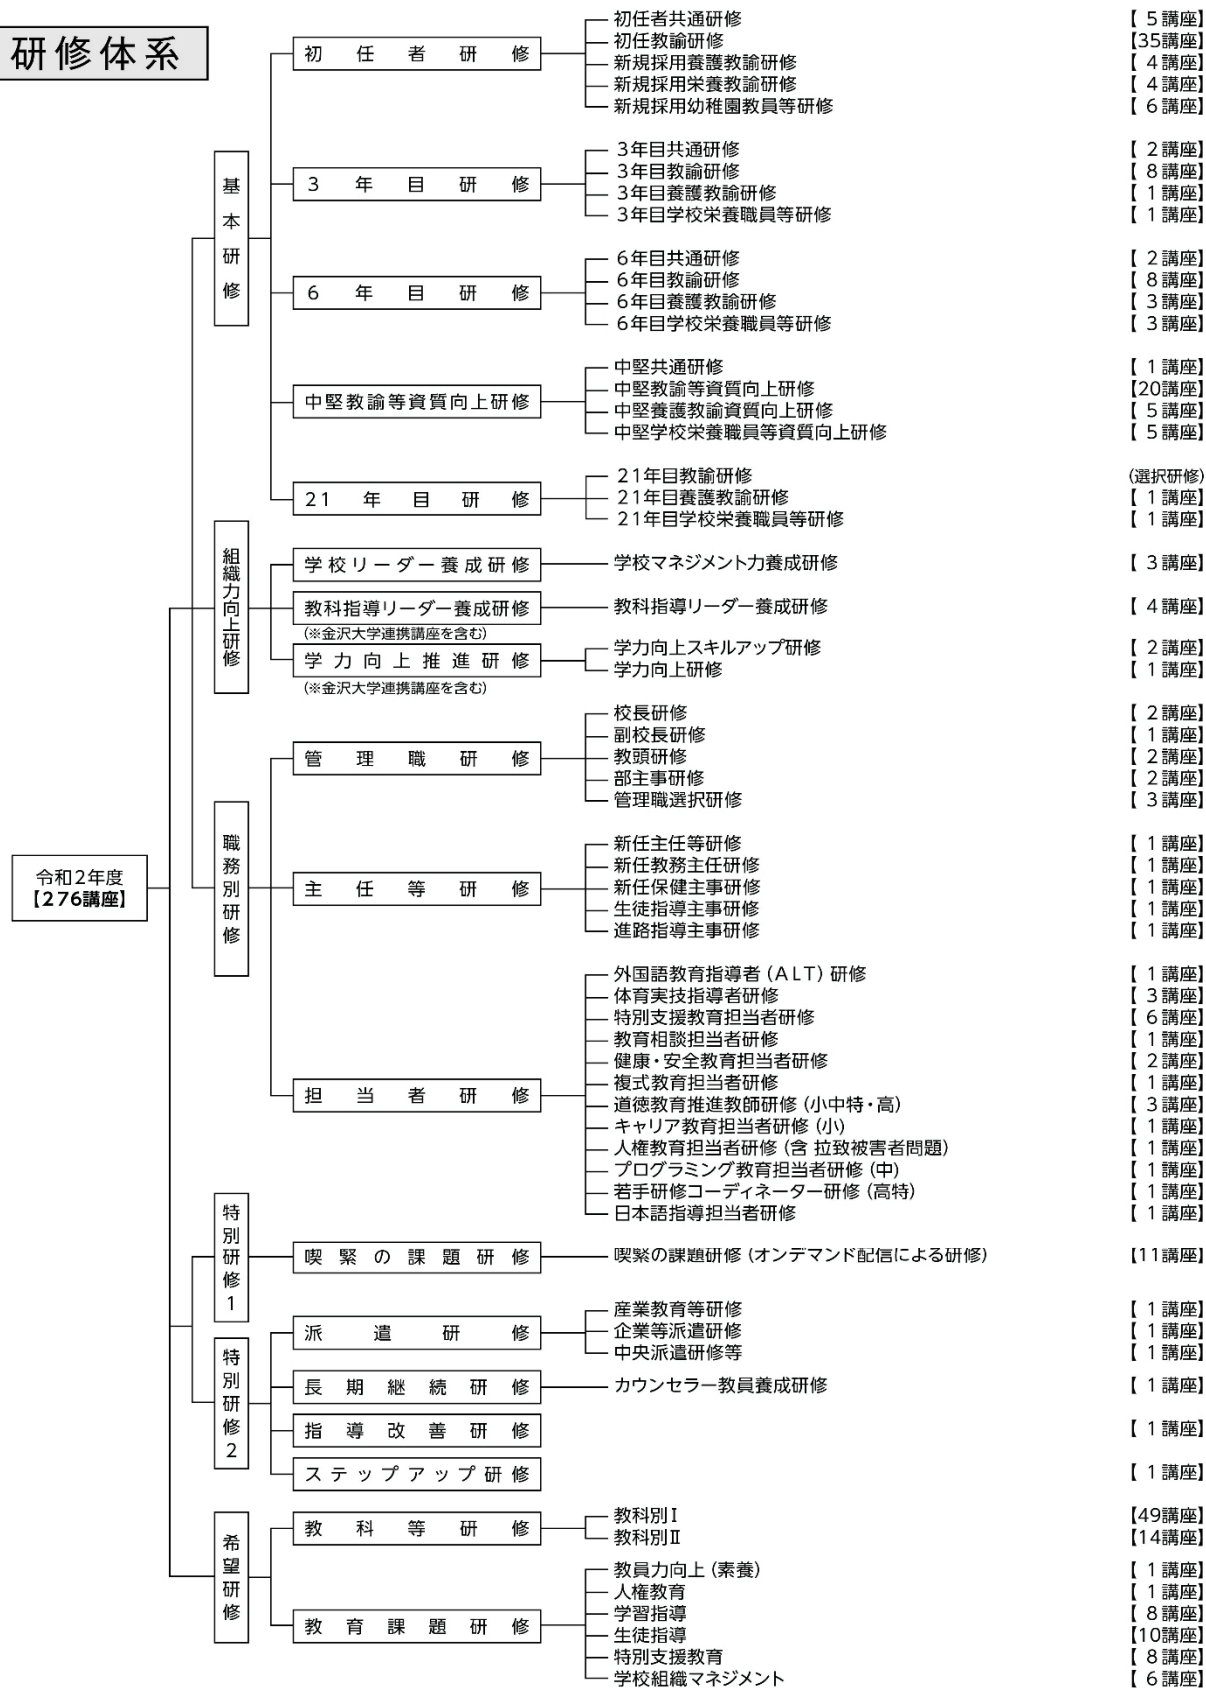 研修体系
令和2年度
【276講座】
基本研修
初任者研修
初任者共通研修 【 5講座】
初任教諭研修 【35講座】
新規採用養護教諭研修 【 4講座】
新規採用栄養教諭研修 【 4講座】
新規採用幼稚園教員等研修 【 6講座】
3年目研修
3年目共通研修 【 2講座】
3年目教諭研修 【 8講座】
3年目養護教諭研修 【 1講座】
3年目学校栄養職員等研修 【 1講座】
6年目研修
6年目共通研修 【 2講座】
6年目教諭研修 【 8講座】
6年目養護教諭研修 【 3講座】
6年目学校栄養職員等研修 【 3講座】
中堅教諭等資質向上研修
中堅共通研修 【 1講座】
中堅教諭等資質向上研修 【20講座】
中堅養護教諭資質向上研修 【 5講座】
中堅学校栄養職員等資質向上研修 【 5講座】
21年目研修
21年目教諭研修 (選択研修)
21年目養護教諭研修 【 1講座】
21年目学校栄養職員等研修 【 1講座】
組織力向上研修
学校リーダー養成研修
学校マネジメント力養成研修 【 3講座】
教科指導リーダー養成研修
(※金沢大学連携講座を含む)
教科指導リーダー養成研修 【 4講座】
学力向上推進研修
(※金沢大学連携講座を含む)
学力向上スキルアップ研修 【 2講座】
学力向上研修 【 1講座】
職務別研修
管理職研修
校長研修 【 2講座】
副校長研修 【 1講座】
教頭研修 【 2講座】
部主事研修 【 2講座】
管理職選択研修 【 3講座】
主任等研修
新任主任等研修 【 1講座】
新任教務主任研修 【 1講座】
新任保健主事研修 【 1講座】
生徒指導主事研修 【 1講座】
進路指導主事研修 【 1講座】
担当者研修
外国語教育指導者(ALT)研修 【 1講座】
体育実技指導者研修 【 3講座】
特別支援教育担当者研修 【 6講座】
教育相談担当者研修 【 1講座】
健康・安全教育担当者研修 【 2講座】
複式教育担当者研修 【 1講座】
道徳教育推進教師研修(小中特・高) 【 3講座】
キャリア教育担当者研修(小) 【 1講座】
人権教育担当者研修(含 拉致被害者問題) 【 1講座】
プログラミング教育担当者研修(中) 【 1講座】
若手研修コーディネーター研修(高特) 【 1講座】
日本語指導担当者研修 【 1講座】
特別研修1
喫緊の課題研修
喫緊の課題研修(オンデマンド配信による研修) 【11講座】
特別研修2
派遣研修
産業教育等研修 【 1講座】
企業等派遣研修 【 1講座】
中央派遣研修等 【 1講座】
長期継続研修
カウンセラー教員養成研修 【 1講座】
指導改善研修 【 1講座】
ステップアップ研修 【 1講座】
希望研修
教科等研修
教科別Ⅰ 【49講座】
教科別Ⅱ 【14講座】
教育課題研修
教員力向上(素養) 【 1講座】
人権教育 【 1講座】
学習指導 【 8講座】
生徒指導 【10講座】
特別支援教育 【 8講座】
学校組織マネジメント 【 6講座】